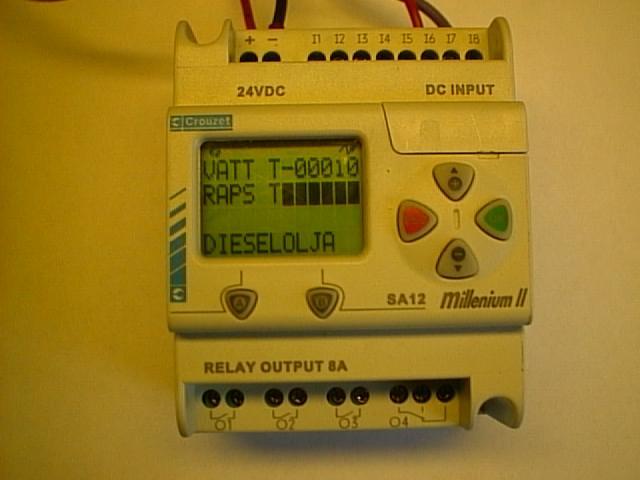 + − I1 I2 I3 I4 I5 I6 I7 I8
24VDC DC INPUT
Crouzet
VATT T-00010
RAPS T
DIESELOLJA
A B
SA12 millenium II
RELAY OUTPUT 8A
O1 O2 O3 O4